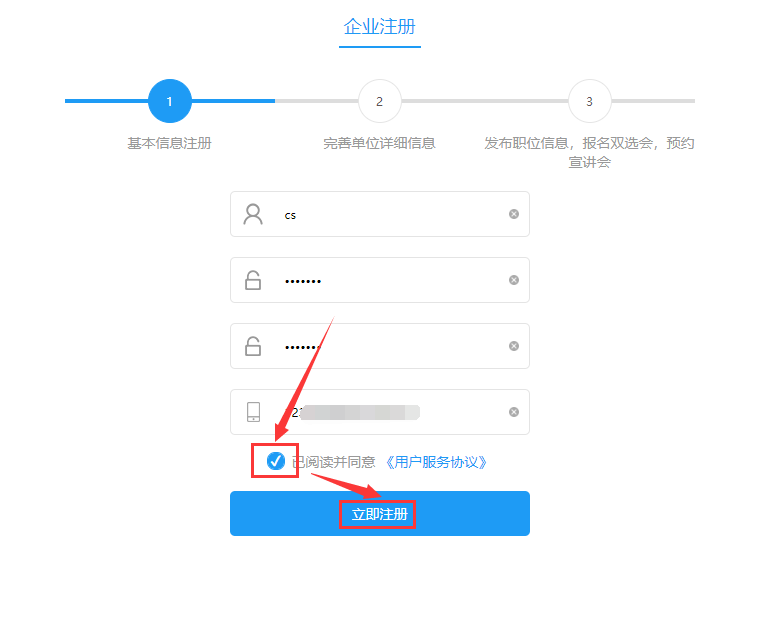 企业注册
1
2
3
基本信息注册
完善单位详细信息
发布职位信息，报名双选会，预约
宣讲会
cs
•••••••
•••••••
已阅读并同意 《用户服务协议》
立即注册